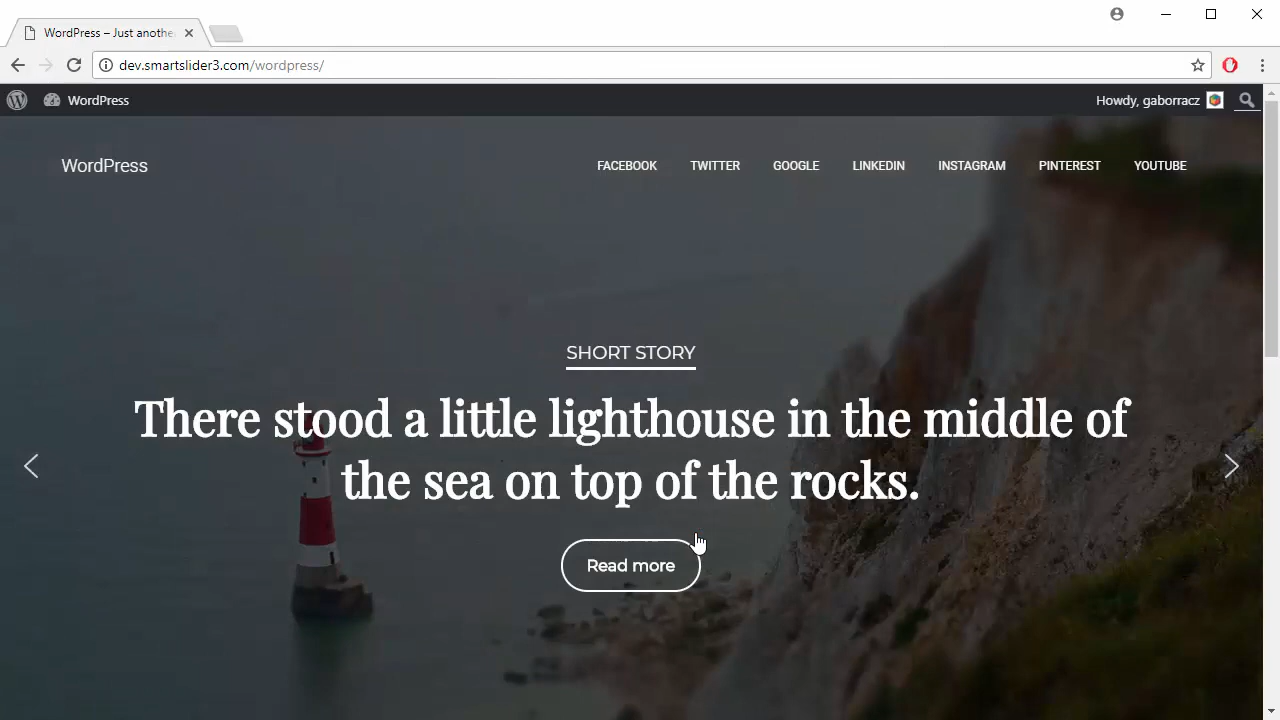 WordPress – Just anothe
dev.smartslider3.com/wordpress/
WordPress
Howdy, gaborracz
WordPress
FACEBOOK
TWITTER
GOOGLE
LINKEDIN
INSTAGRAM
PINTEREST
YOUTUBE
SHORT STORY
There stood a little lighthouse in the middle of
the sea on top of the rocks.
Read more